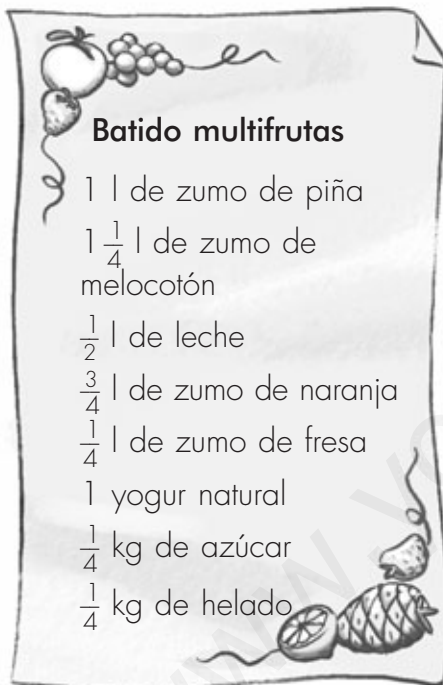 Batido multifrutas
1 l de zumo de piña
1 1/4 l de zumo de
melocotón
1/2 l de leche
3/4 l de zumo de naranja
1/4 l de zumo de fresa
1 yogur natural
1/4 kg de azúcar
1/4 kg de helado